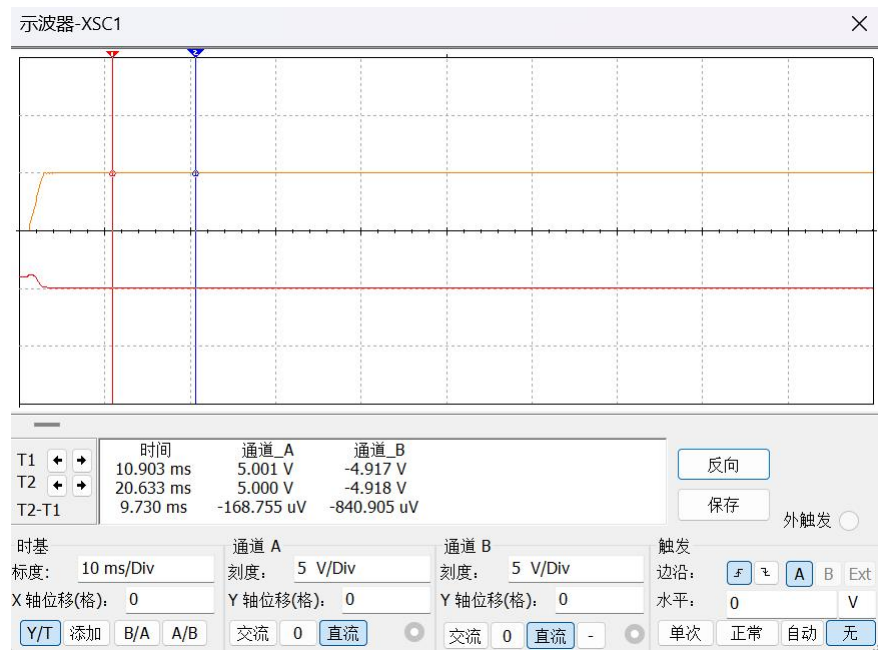 示波器-XSC1
1 2
时间 通道_A 通道_B
T1 10.903 ms 5.001 V -4.917 V
T2 20.633 ms 5.000 V -4.918 V
T2-T1 9.730 ms -168.755 uV -840.905 uV
反向
保存
外触发
时基 通道 A 通道 B 触发
标度: 10 ms/Div 刻度: 5 V/Div 刻度: 5 V/Div 边沿: A B Ext
X 轴位移(格): 0 Y 轴位移(格): 0 Y 轴位移(格): 0 水平: 0 V
Y/T 添加 B/A A/B 交流 0 直流 交流 0 直流 - 单次 正常 自动 无